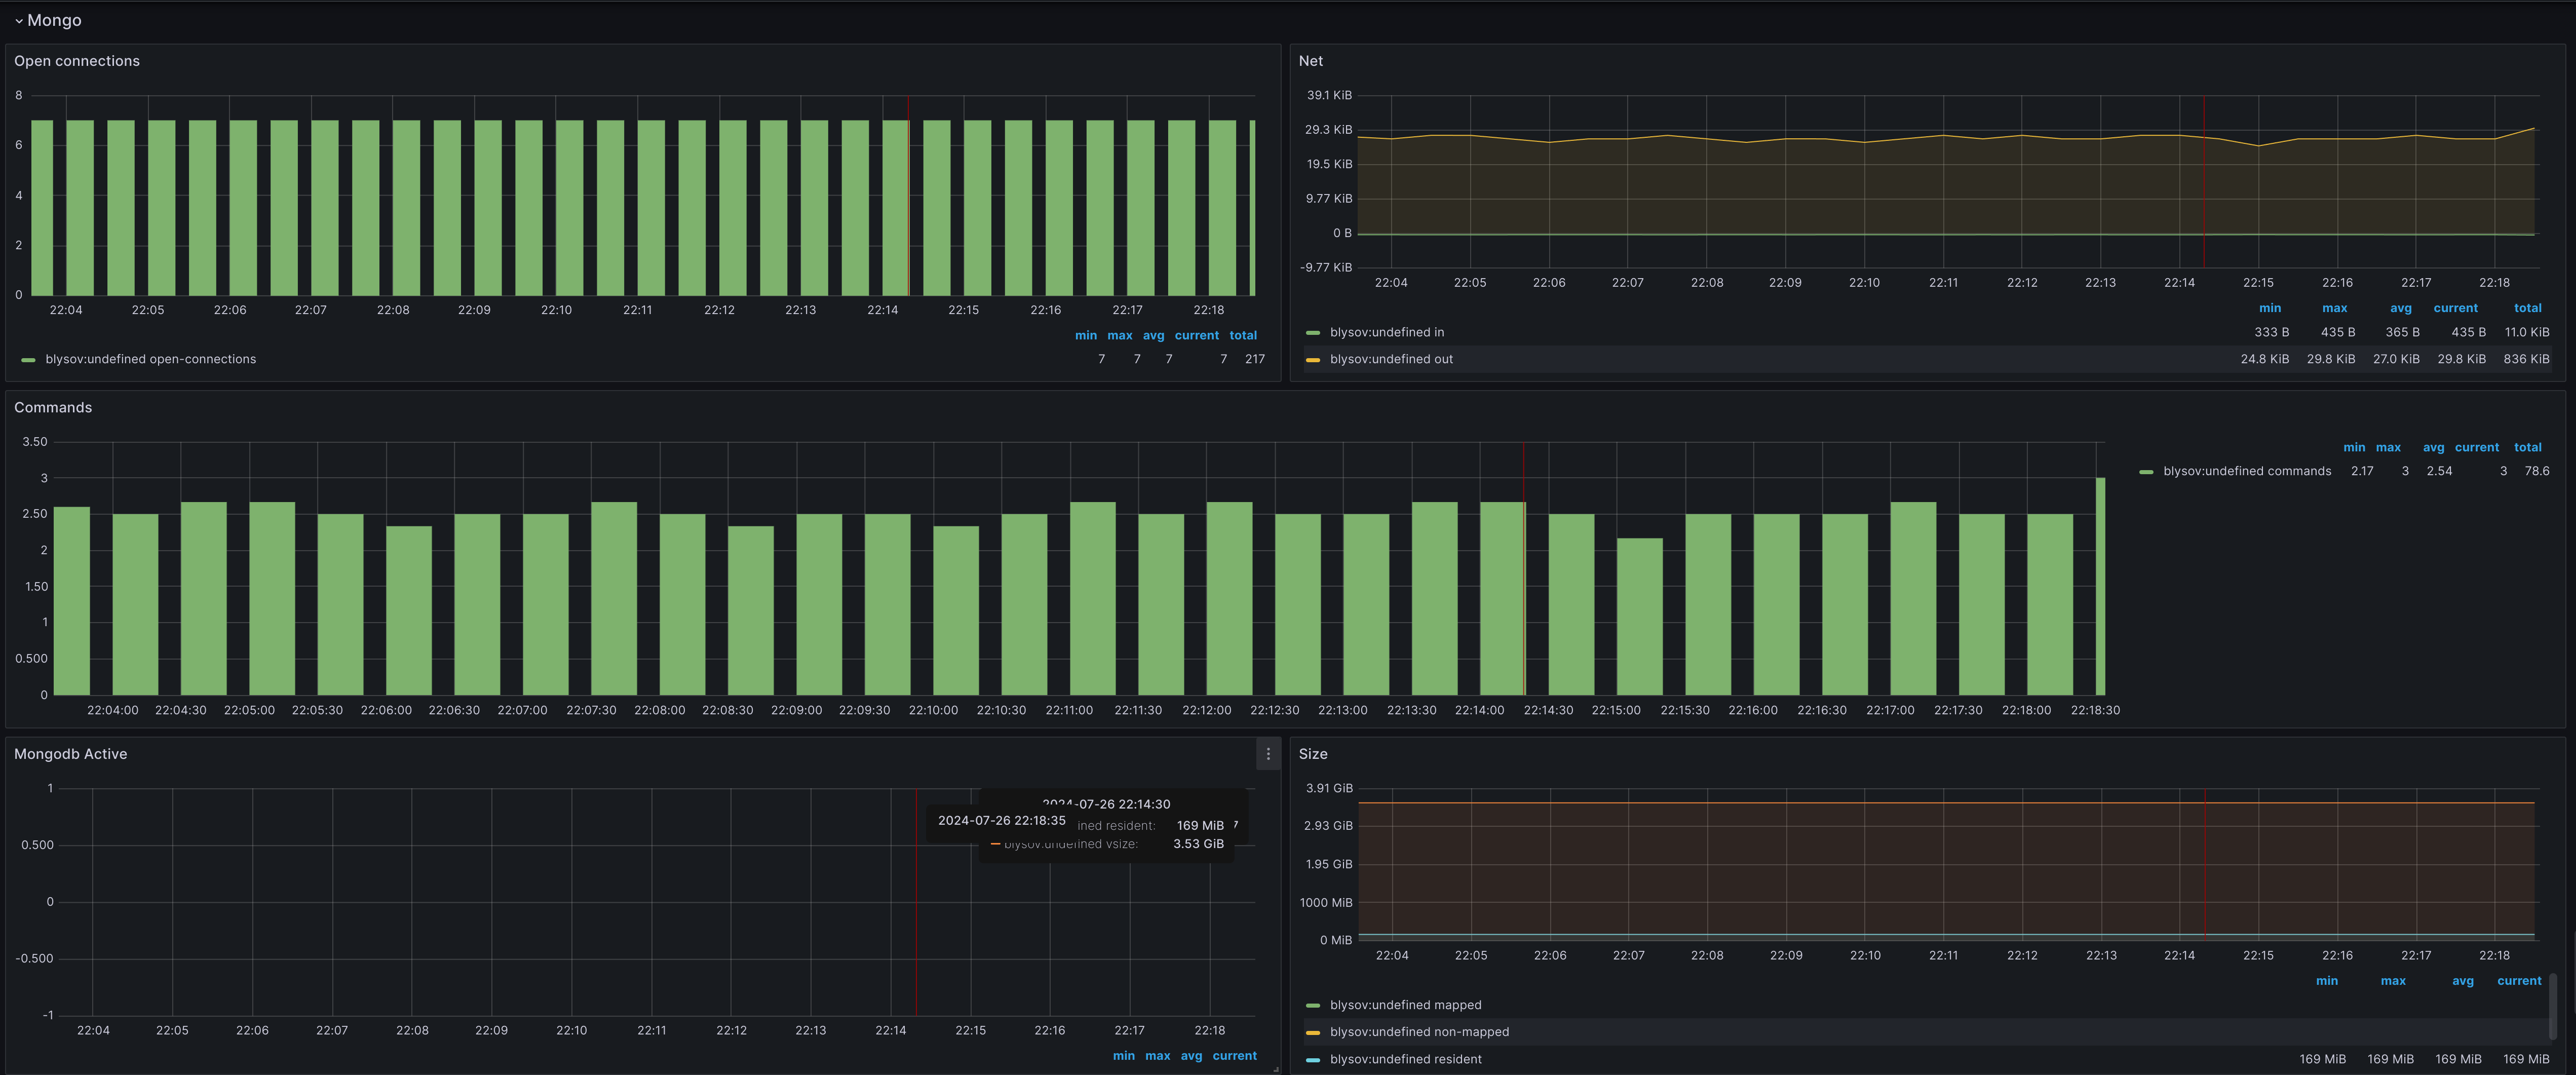 Mongo
Open connections
8
6
4
2
0
22:04 22:05 22:06 22:07 22:08 22:09 22:10 22:11 22:12 22:13 22:14 22:15 22:16 22:17 22:18
min max avg current total
blysov:undefined open-connections 7 7 7 7 217
Net
39.1 KiB
29.3 KiB
19.5 KiB
9.77 KiB
0 B
-9.77 KiB
22:04 22:05 22:06 22:07 22:08 22:09 22:10 22:11 22:12 22:13 22:14 22:15 22:16 22:17 22:18
min max avg current total
blysov:undefined in 333 B 435 B 365 B 435 B 11.0 KiB
blysov:undefined out 24.8 KiB 29.8 KiB 27.0 KiB 29.8 KiB 836 KiB
Commands
3.50
3
2.50
2
1.50
1
0.500
0
22:04:00 22:04:30 22:05:00 22:05:30 22:06:00 22:06:30 22:07:00 22:07:30 22:08:00 22:08:30 22:09:00 22:09:30 22:10:00 22:10:30 22:11:00 22:11:30 22:12:00 22:12:30 22:13:00 22:13:30 22:14:00 22:14:30 22:15:00 22:15:30 22:16:00 22:16:30 22:17:00 22:17:30 22:18:00 22:18:30
min max avg current total
blysov:undefined commands 2.17 3 2.54 3 78.6
Mongodb Active
1
0.500
0
-0.500
-1
2024-07-26 22:14:30
2024-07-26 22:18:35
ined resident: 169 MiB 7
blysov:undefined vsize: 3.53 GiB
22:04 22:05 22:06 22:07 22:08 22:09 22:10 22:11 22:12 22:13 22:14 22:15 22:16 22:17 22:18
min max avg current
Size
3.91 GiB
2.93 GiB
1.95 GiB
1000 MiB
0 MiB
22:04 22:05 22:06 22:07 22:08 22:09 22:10 22:11 22:12 22:13 22:14 22:15 22:16 22:17 22:18
min max avg current
blysov:undefined mapped
blysov:undefined non-mapped
blysov:undefined resident 169 MiB 169 MiB 169 MiB 169 MiB